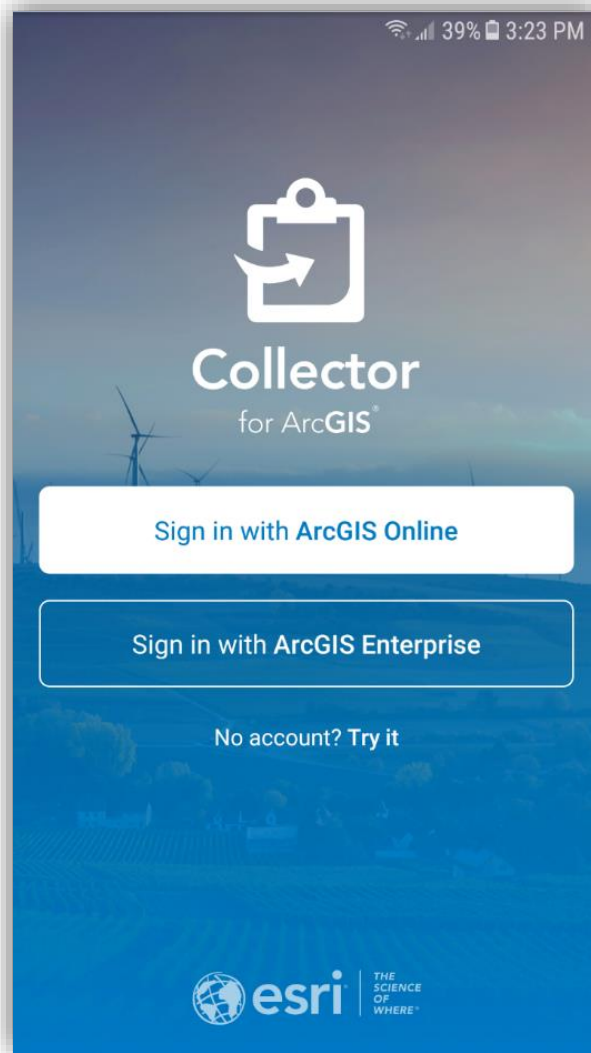 39% 3:23 PM
Collector
for ArcGIS®
Sign in with ArcGIS Online
Sign in with ArcGIS Enterprise
No account? Try it
esri
THE
SCIENCE
OF
WHERE™